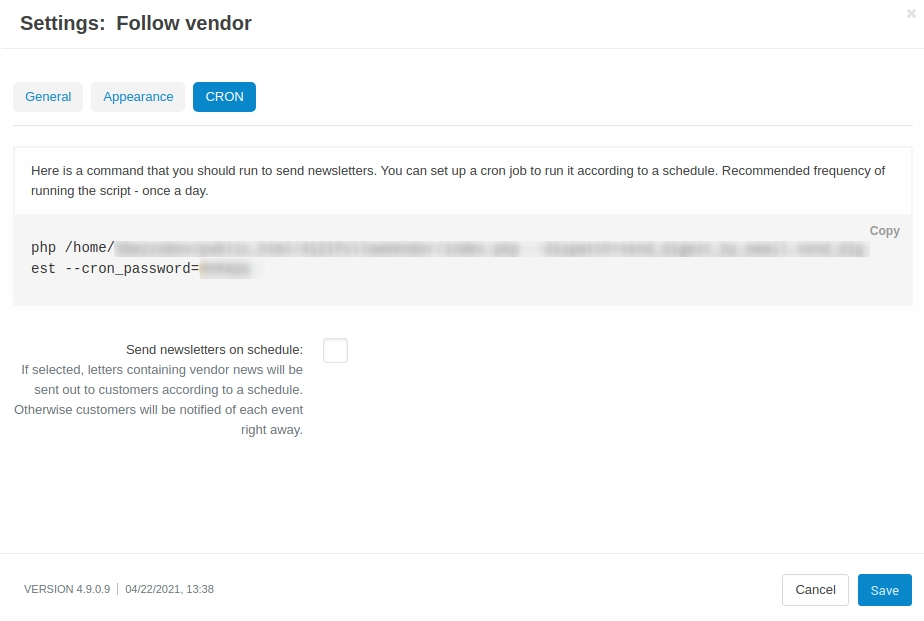 Settings: Follow vendor
General
Appearance
CRON
Here is a command that you should run to send newsletters. You can set up a cron job to run it according to a schedule. Recommended frequency of
running the script - once a day.
Copy
php /home/
est --cron_password=
Send newsletters on schedule:
If selected, letters containing vendor news will be
sent out to customers according to a schedule.
Otherwise customers will be notified of each event
right away.
VERSION 4.9.0.9 | 04/22/2021, 13:38
Cancel
Save